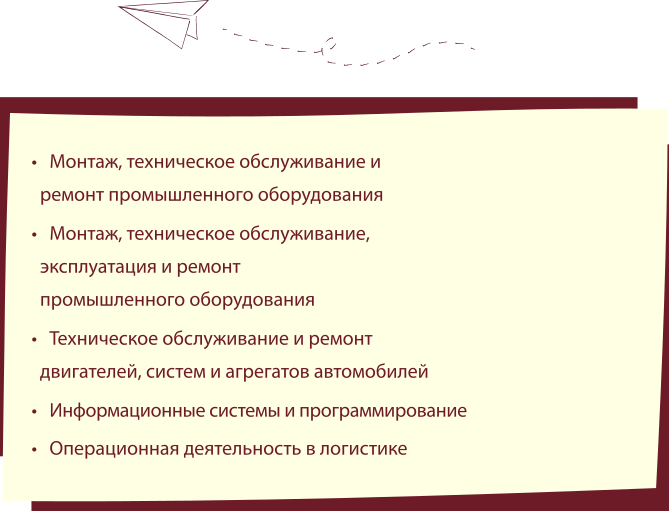 • Монтаж, техническое обслуживание и
ремонт промышленного оборудования
• Монтаж, техническое обслуживание,
эксплуатация и ремонт
промышленного оборудования
• Техническое обслуживание и ремонт
двигателей, систем и агрегатов автомобилей
• Информационные системы и программирование
• Операционная деятельность в логистике